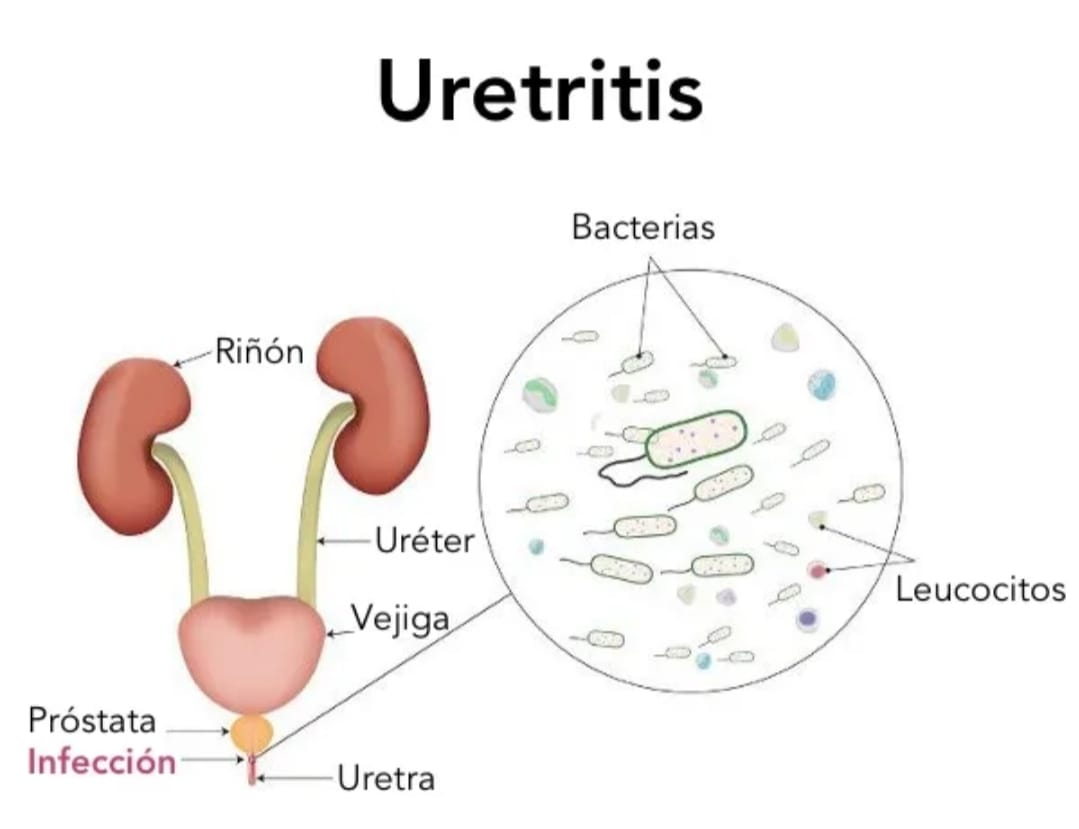 Uretritis
Bacterias
Riñón
Uréter
Leucocitos
Vejiga
Próstata
Infección
Uretra